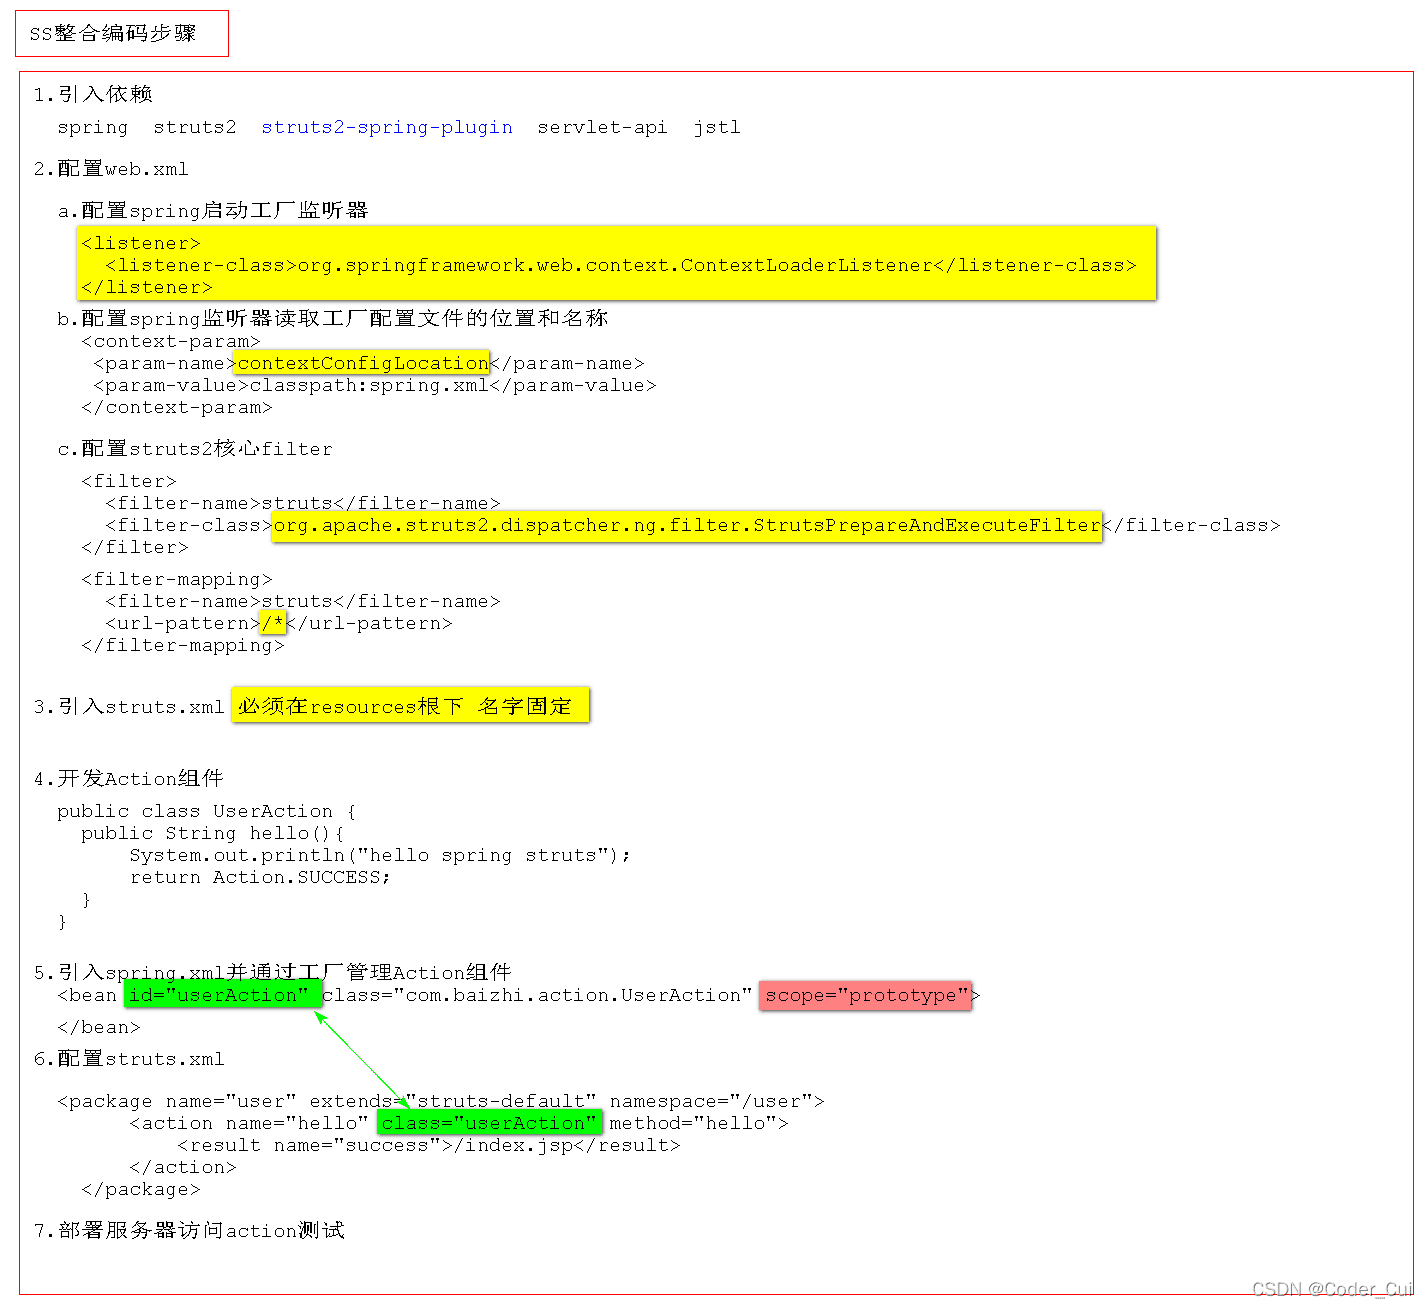 SS整合编码步骤
1.引入依赖
spring struts2 struts2-spring-plugin servlet-api jstl
2.配置web.xml
a.配置spring启动工厂监听器
<listener>
<listener-class>org.springframework.web.context.ContextLoaderListener</listener-class>
</listener>
b.配置spring监听器读取工厂配置文件的位置和名称
<context-param>
<param-name>contextConfigLocation</param-name>
<param-value>classpath:spring.xml</param-value>
</context-param>
c.配置struts2核心filter
<filter>
<filter-name>struts</filter-name>
<filter-class>org.apache.struts2.dispatcher.ng.filter.StrutsPrepareAndExecuteFilter</filter-class>
</filter>
<filter-mapping>
<filter-name>struts</filter-name>
<url-pattern>/*</url-pattern>
</filter-mapping>
3.引入struts.xml 必须在resources根下 名字固定
4.开发Action组件
public class UserAction {
public String hello(){
System.out.println("hello spring struts");
return Action.SUCCESS;
}
}
5.引入spring.xml并通过工厂管理Action组件
<bean id="userAction" class="com.baizhi.action.UserAction" scope="prototype">
</bean>
6.配置struts.xml
<package name="user" extends="struts-default" namespace="/user">
<action name="hello" class="userAction" method="hello">
<result name="success">/index.jsp</result>
</action>
</package>
7.部署服务器访问action测试
CSDN @Coder_Cui